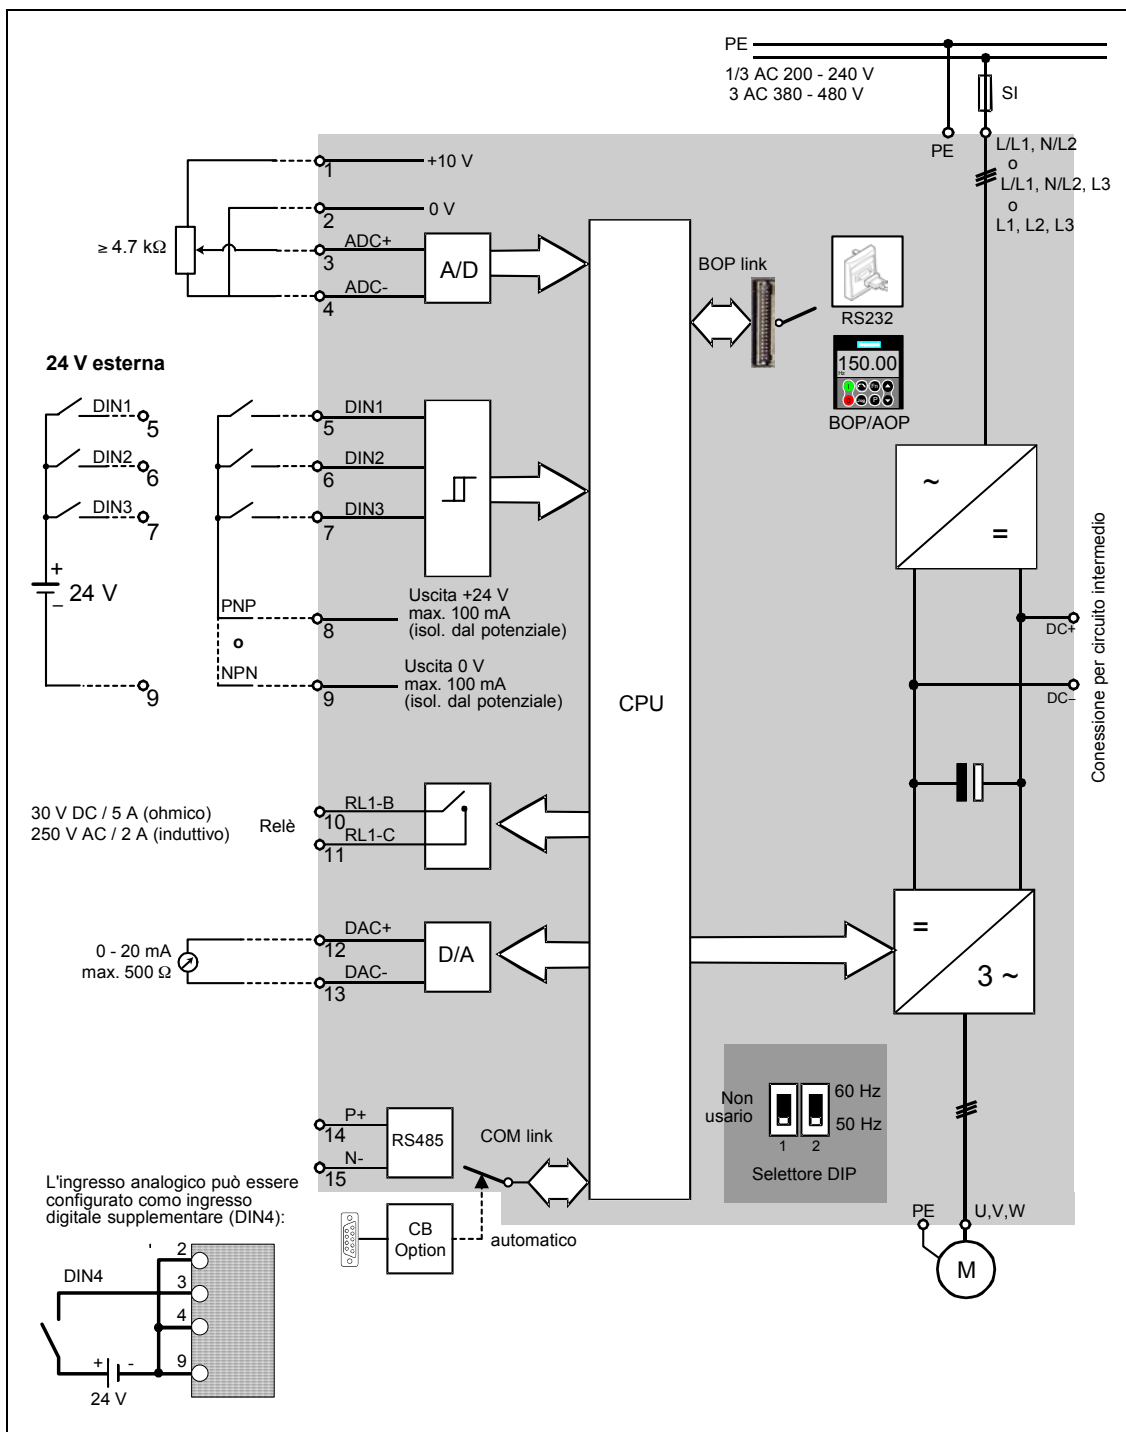 PE
1/3 AC 200 - 240 V
3 AC 380 - 480 V
SI
PE
L/L1, N/L2
o
L/L1, N/L2, L3
o
L1, L2, L3
1
+10 V
2
0 V
≥ 4.7 kΩ
ADC+
3
ADC-
4
A/D
BOP link
RS232
150.00
Hz
Fn
Jog
P
BOP/AOP
24 V esterna
DIN1
5
DIN2
6
DIN3
7
+
24 V
–
9
DIN1
5
DIN2
6
DIN3
7
PNP
8
o
NPN
9
Uscita +24 V
max. 100 mA
(isol. dal potenziale)
Uscita 0 V
max. 100 mA
(isol. dal potenziale)
CPU
~
=
DC+
DC–
Conessione per circuito intermedio
30 V DC / 5 A (ohmico)
250 V AC / 2 A (induttivo)
Relè
RL1-B
10
RL1-C
11
0 - 20 mA
max. 500 Ω
DAC+
12
DAC-
13
D/A
=
3 ~
Non
usario
60 Hz
50 Hz
1 2
Selettore DIP
P+
14
N-
15
RS485
COM link
CB
Option
automatico
PE
U,V,W
M
L'ingresso analogico può essere
configurato come ingresso
digitale supplementare (DIN4):
'
2
DIN4
3
4
9
+ -
24 V